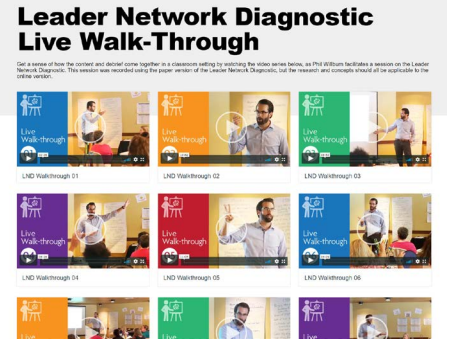 Leader Network Diagnostic
Live Walk-Through
Get a sense of how the content and debrief come together in a classroom setting by watching the video series below, as Phil Willburn facilitates a session on the Leader
Network Diagnostic. This session was recorded using the paper version of the Leader Network Diagnostic, but the research and concepts should all be applicable to the
online version.
Live
Walk-through
01
Live
Walk-through
Live
Walk-through
LND Walkthrough 01
LND Walkthrough 02
LND Walkthrough 03
Live
Walk-through
Live
Walk-through
Live
Walk-through
LND Walkthrough 04
LND Walkthrough 05
LND Walkthrough 06
Live
Live
Live